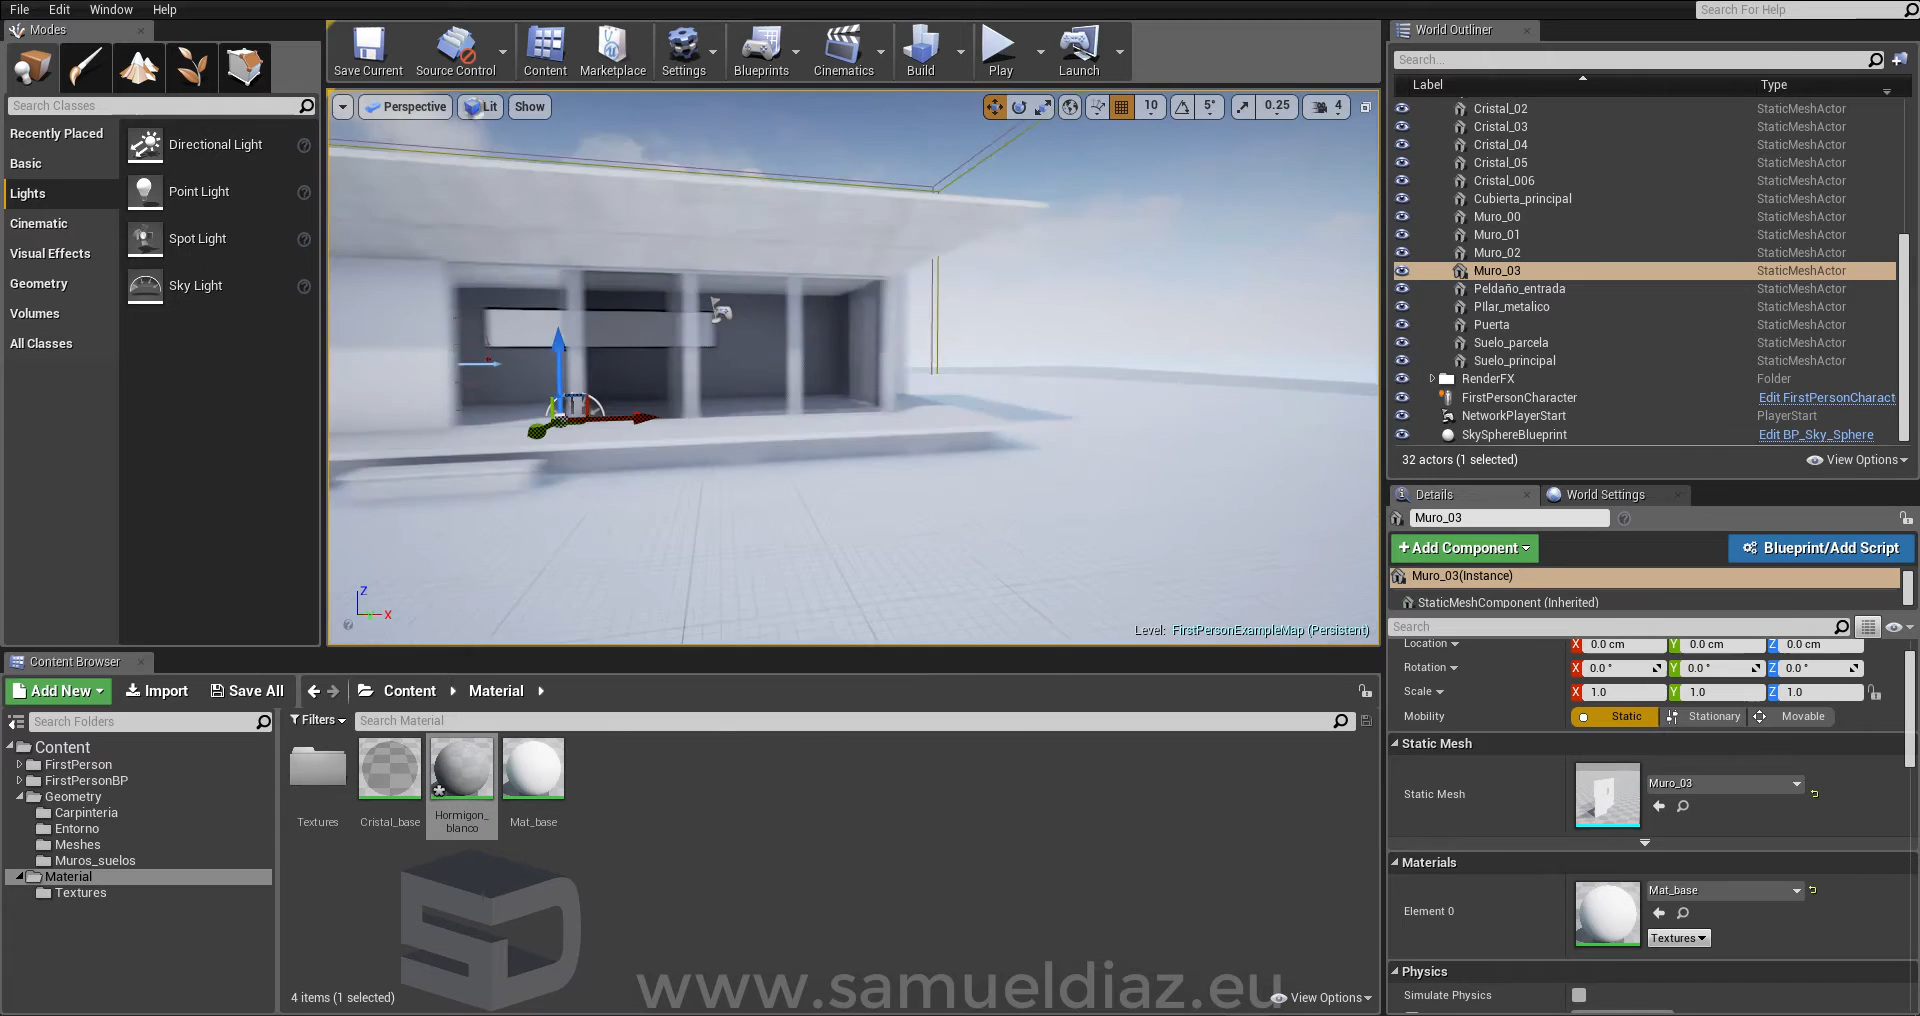 File Edit Window Help
Search For Help
Modes
Search Classes
Recently Placed
Basic
Lights
Cinematic
Visual Effects
Geometry
Volumes
All Classes
Directional Light
Point Light
Spot Light
Sky Light
Save Current
Source Control
Content
Marketplace
Settings
Blueprints
Cinematics
Build
Play
Launch
Perspective Lit Show
10 5° 0.25 4
Z
X
Level: FirstPersonExampleMap (Persistent)
World Outliner
Search...
Label Type
Cristal_02 StaticMeshActor
Cristal_03 StaticMeshActor
Cristal_04 StaticMeshActor
Cristal_05 StaticMeshActor
Cristal_006 StaticMeshActor
Cubierta_principal StaticMeshActor
Muro_00 StaticMeshActor
Muro_01 StaticMeshActor
Muro_02 StaticMeshActor
Muro_03 StaticMeshActor
Peldaño_entrada StaticMeshActor
PIlar_metalico StaticMeshActor
Puerta StaticMeshActor
Suelo_parcela StaticMeshActor
Suelo_principal StaticMeshActor
RenderFX Folder
FirstPersonCharacter Edit FirstPersonCharact
NetworkPlayerStart PlayerStart
SkySphereBlueprint Edit BP_Sky_Sphere
32 actors (1 selected) View Options
Details World Settings
Muro_03
+Add Component Blueprint/Add Script
Muro_03(Instance)
StaticMeshComponent (Inherited)
Search
Location X 0.0 cm Y 0.0 cm Z 0.0 cm
Rotation X 0.0 ° Y 0.0 ° Z 0.0 °
Scale X 1.0 Y 1.0 Z 1.0
Mobility Static Stationary Movable
Static Mesh
Static Mesh Muro_03
Materials
Element 0 Mat_base
Textures
Physics
Simulate Physics
Content Browser
Add New Import Save All Content Material
Search Folders
Content
FirstPerson
FirstPersonBP
Geometry
Carpinteria
Entorno
Meshes
Muros_suelos
Material
Textures
Filters Search Material
Textures
Cristal_base
Hormigon_
blanco
Mat_base
4 items (1 selected) View Options
www.samueldiaz.eu